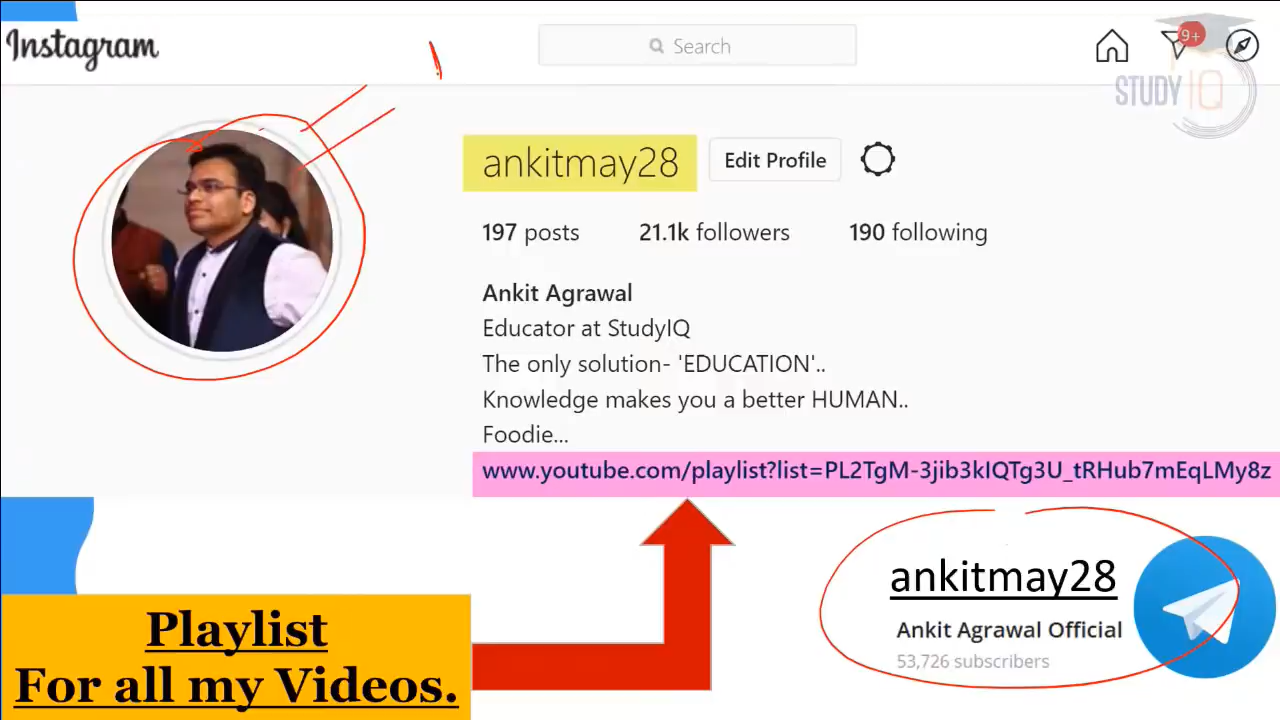 Instagram
Search
9+
STUDY IQ
ankitmay28
Edit Profile
197 posts 21.1k followers 190 following
Ankit Agrawal
Educator at StudyIQ
The only solution- 'EDUCATION'..
Knowledge makes you a better HUMAN..
Foodie...
www.youtube.com/playlist?list=PL2TgM-3jib3kIQTg3U_tRHub7mEqLMy8z
ankitmay28
Ankit Agrawal Official
53,726 subscribers
Playlist
For all my Videos.